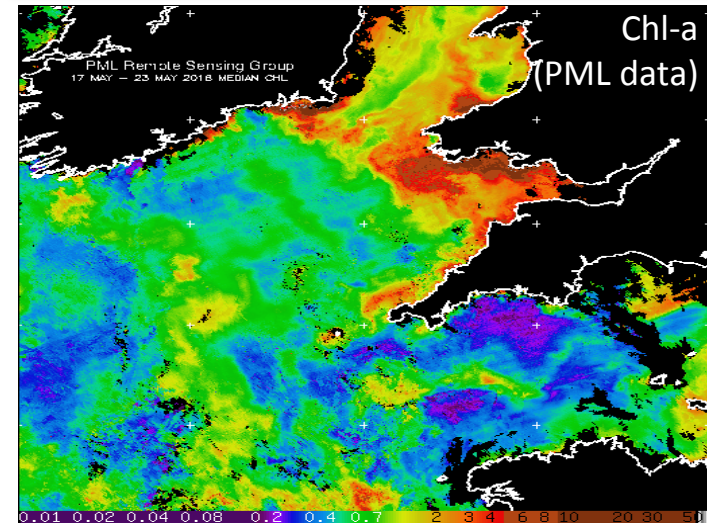 Chl-a
(PML data)
PML Remote Sensing Group
17 MAY – 23 MAY 2016 MEDIAN CHL
0.01 0.02 0.04 0.08 0.2 0.4 0.7 2 3 4 6 8 10 20 30 50